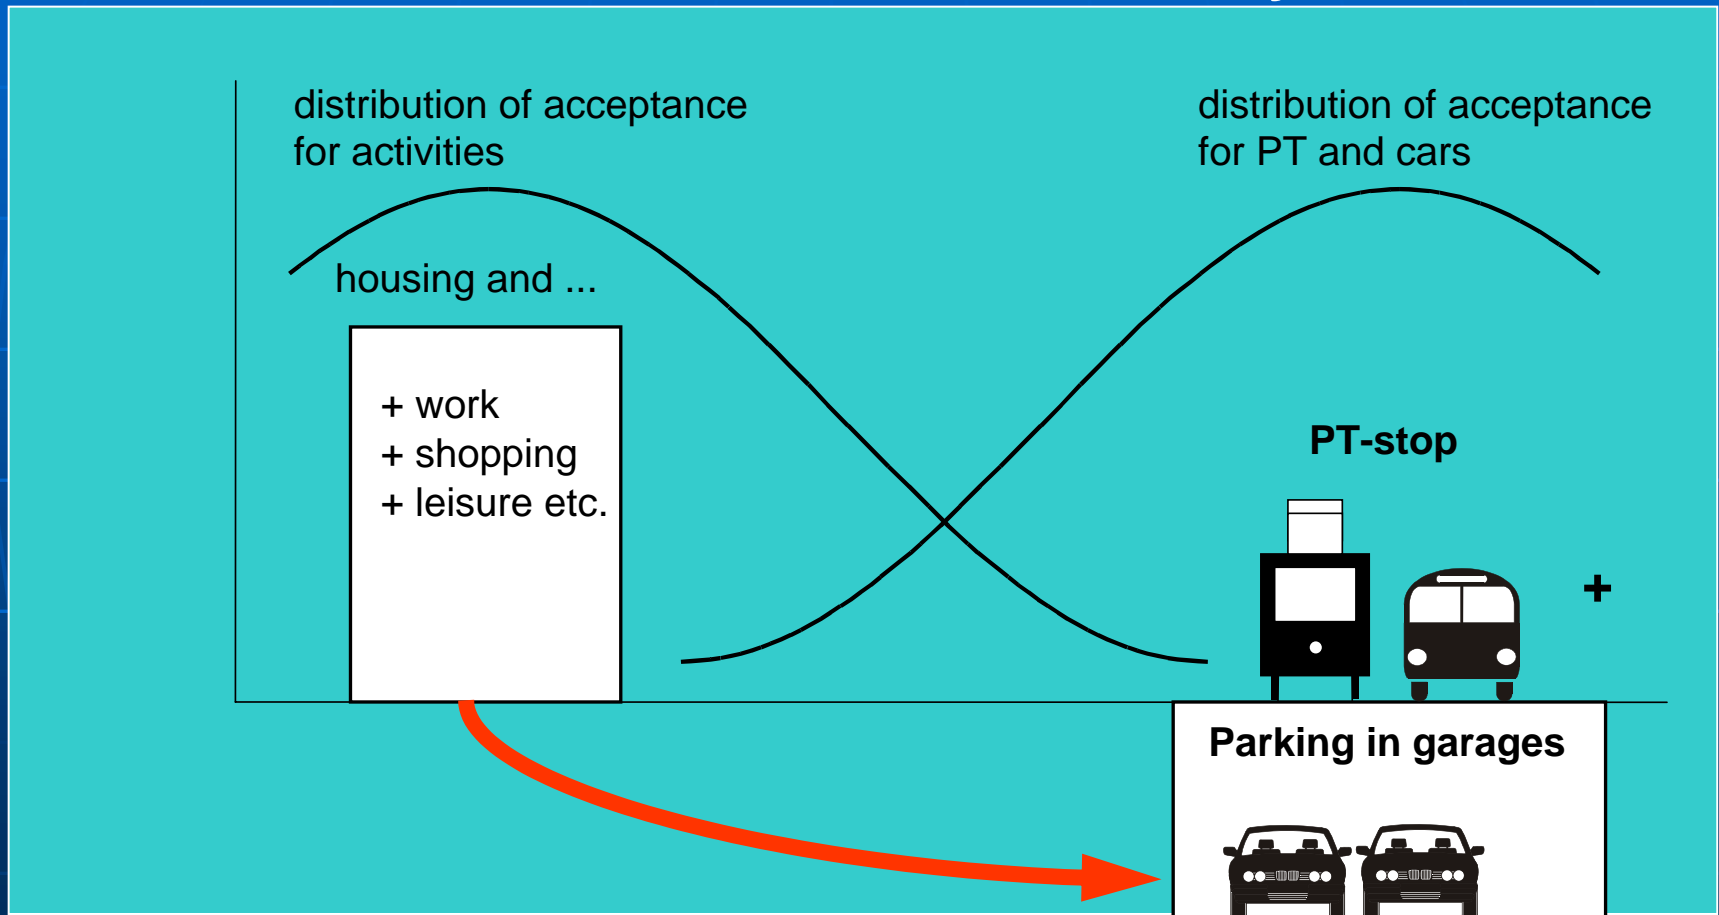 distribution of acceptance
for activities
distribution of acceptance
for PT and cars
housing and ...
+ work
+ shopping
+ leisure etc.
PT-stop
+
Parking in garages